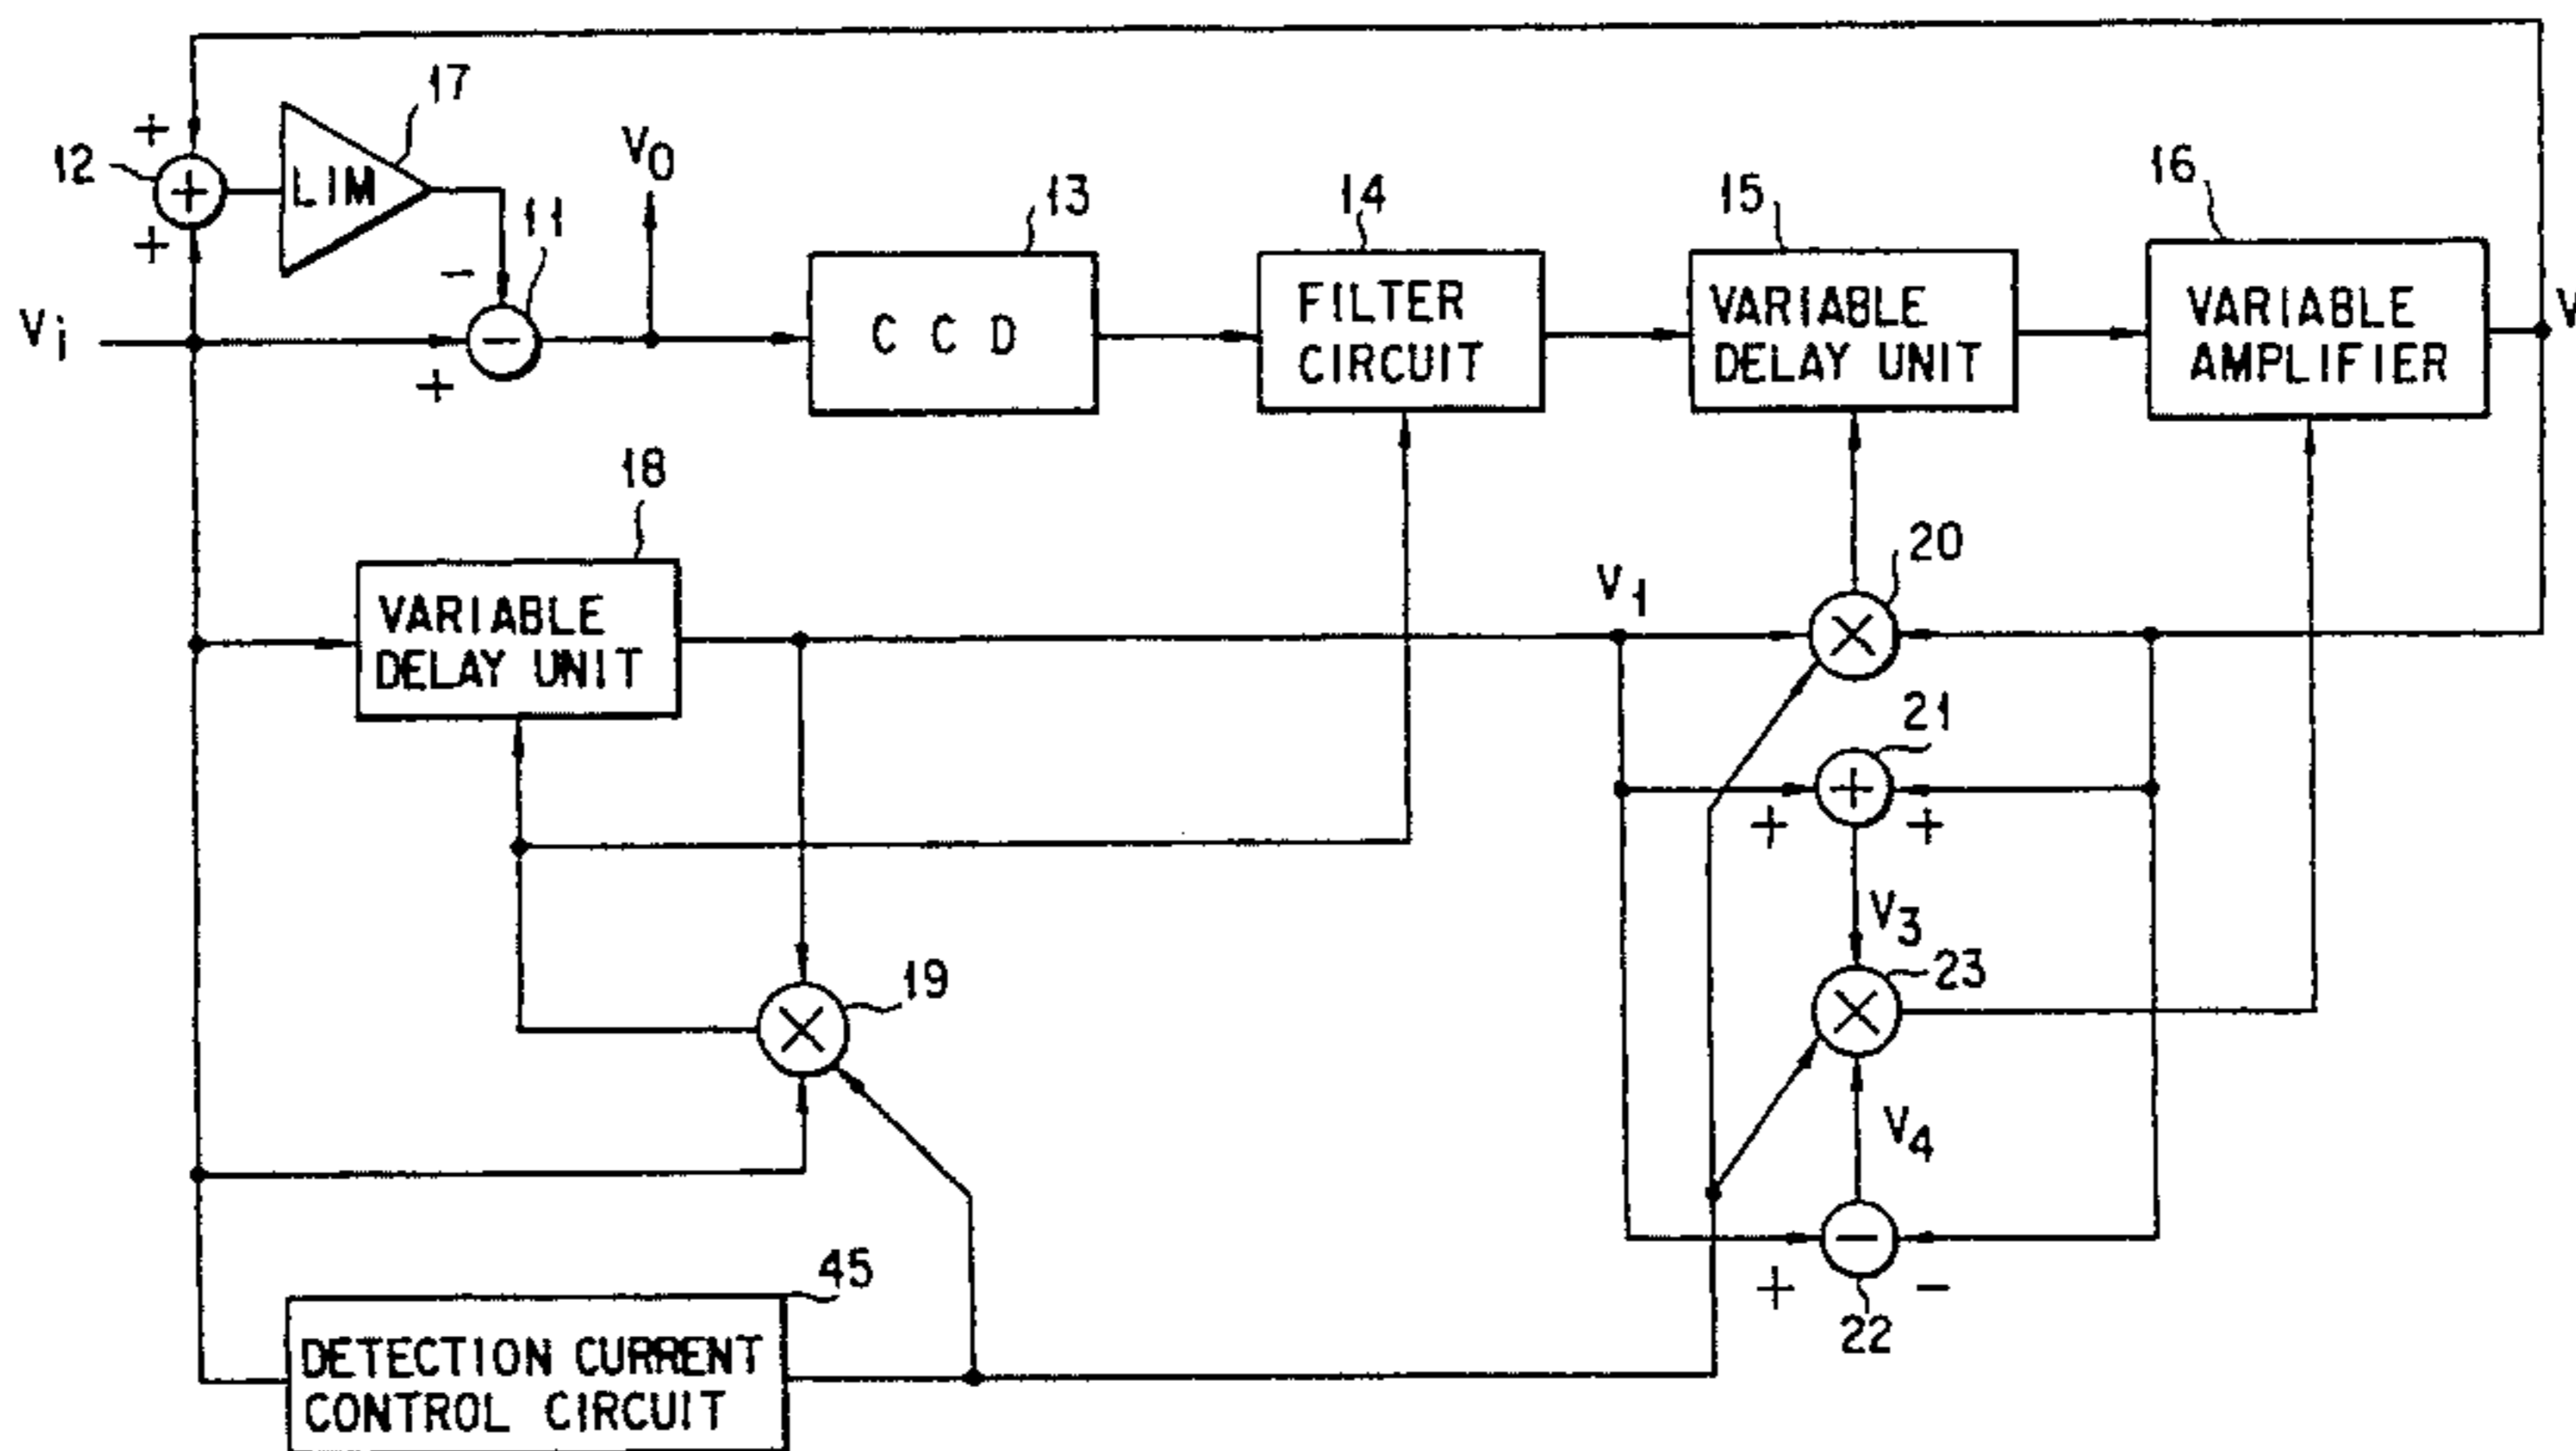 17
12
+
LIM
+
11
-
Vi
+
-
V0
13
C C D
14
FILTER
CIRCUIT
15
VARIABLE
DELAY UNIT
16
VARIABLE
AMPLIFIER
18
VARIABLE
DELAY UNIT
V1
20
21
+
+ +
V3
23
19
V4
-
+ -
22
45
DETECTION CURRENT
CONTROL CIRCUIT